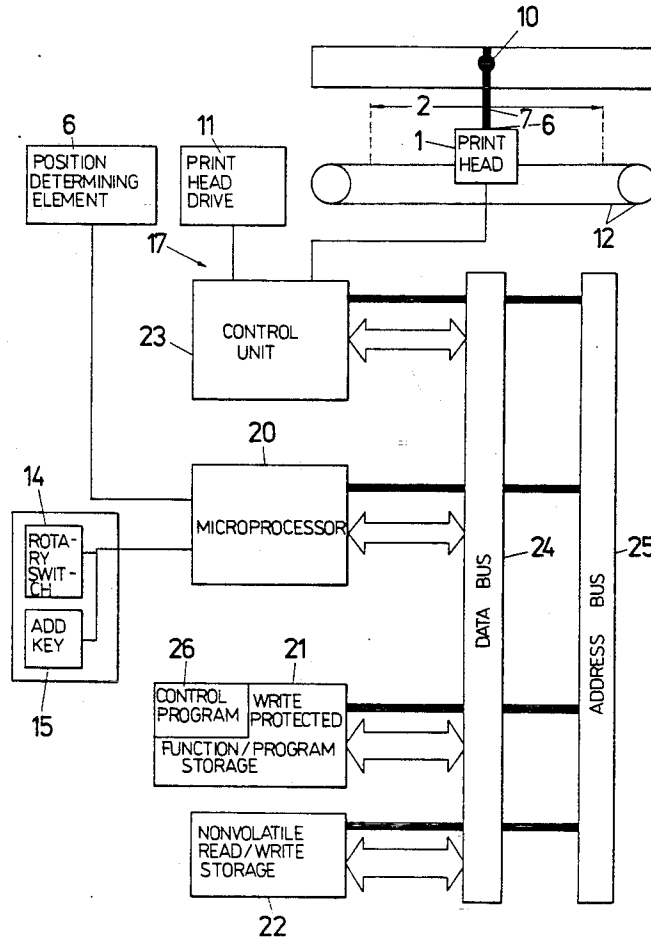 10
2
7 6
1
PRINT
HEAD
12
6
POSITION
DETERMINING
ELEMENT
11
PRINT
HEAD
DRIVE
17
23
CONTROL
UNIT
20
MICROPROCESSOR
14
ROTA-
RY
SWIT-
CH
ADD
KEY
15
24
DATA BUS
25
ADDRESS BUS
26
21
CONTROL
PROGRAM
WRITE
PROTECTED
FUNCTION/PROGRAM
STORAGE
NONVOLATILE
READ/WRITE
STORAGE
22